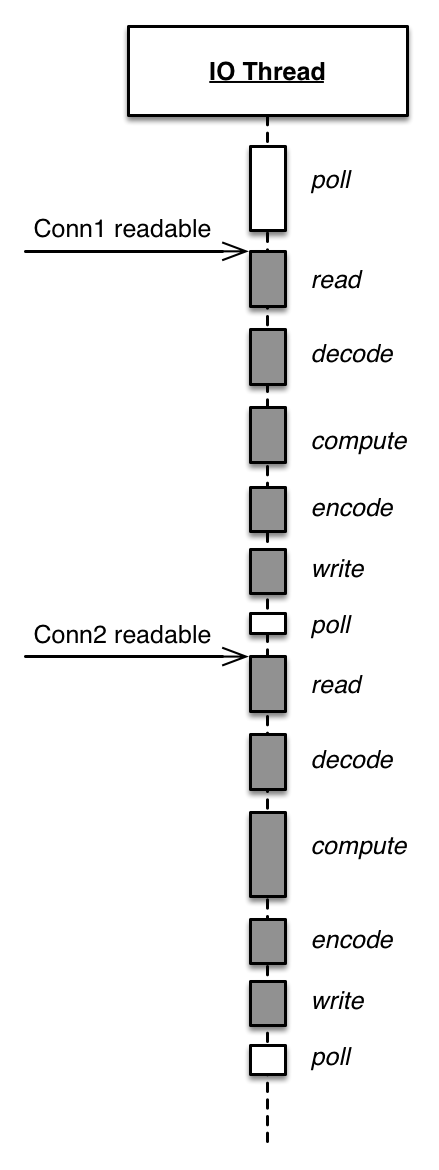 IO Thread
poll
Conn1 readable
read
decode
compute
encode
write
poll
Conn2 readable
read
decode
compute
encode
write
poll